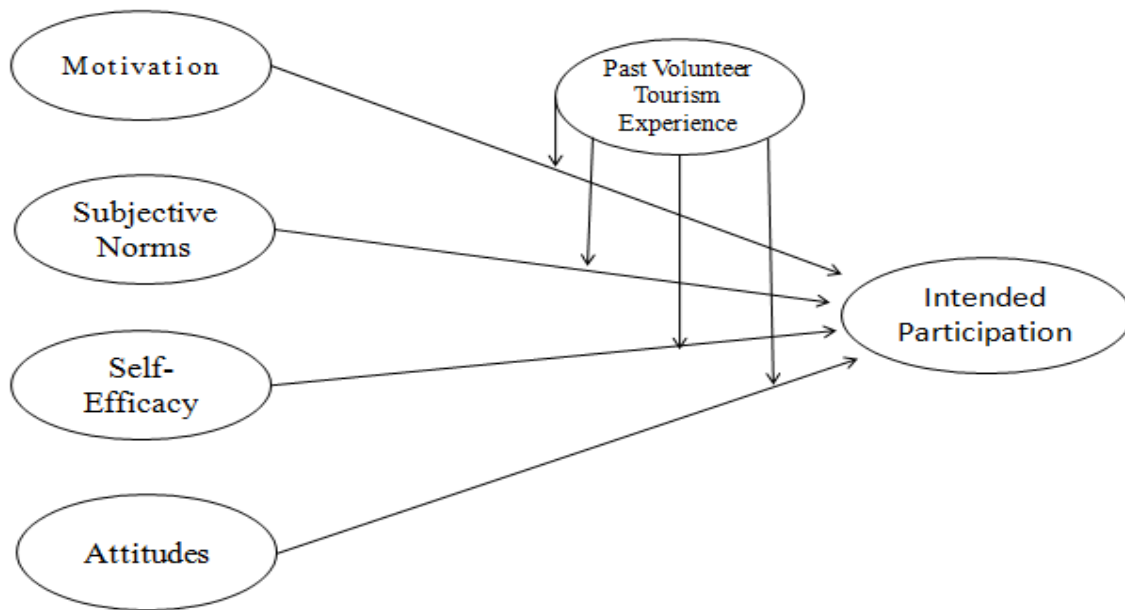 Motivation
Past Volunteer
Tourism
Experience
Subjective
Norms
Intended
Participation
Self-
Efficacy
Attitudes